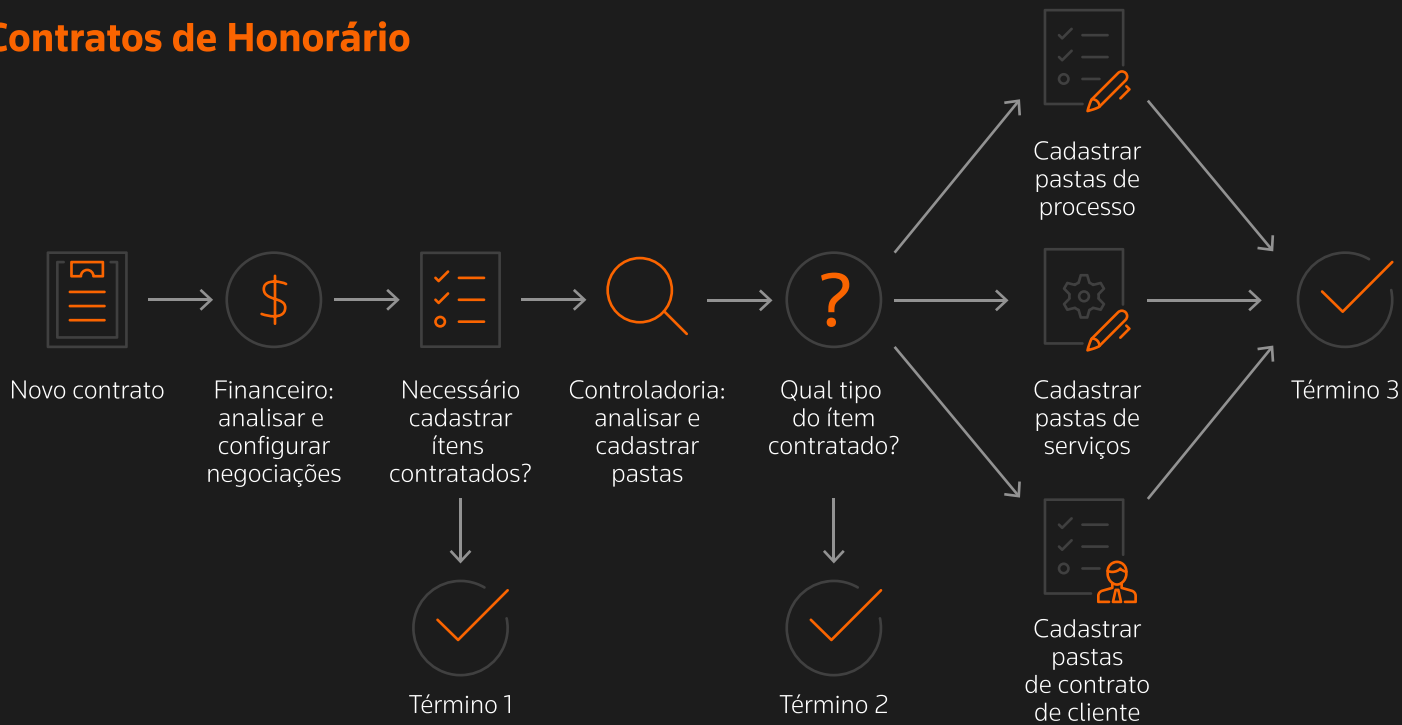 Contratos de Honorário
Cadastrar
pastas de
processo
$
?
Novo contrato
Financeiro:
analisar e
configurar
negociações
Necessário
cadastrar
ítens
contratados?
Controladoria:
analisar e
cadastrar
pastas
Qual tipo
do ítem
contratado?
Cadastrar
pastas de
serviços
Término 3
Término 1
Término 2
Cadastrar
pastas
de contrato
de cliente